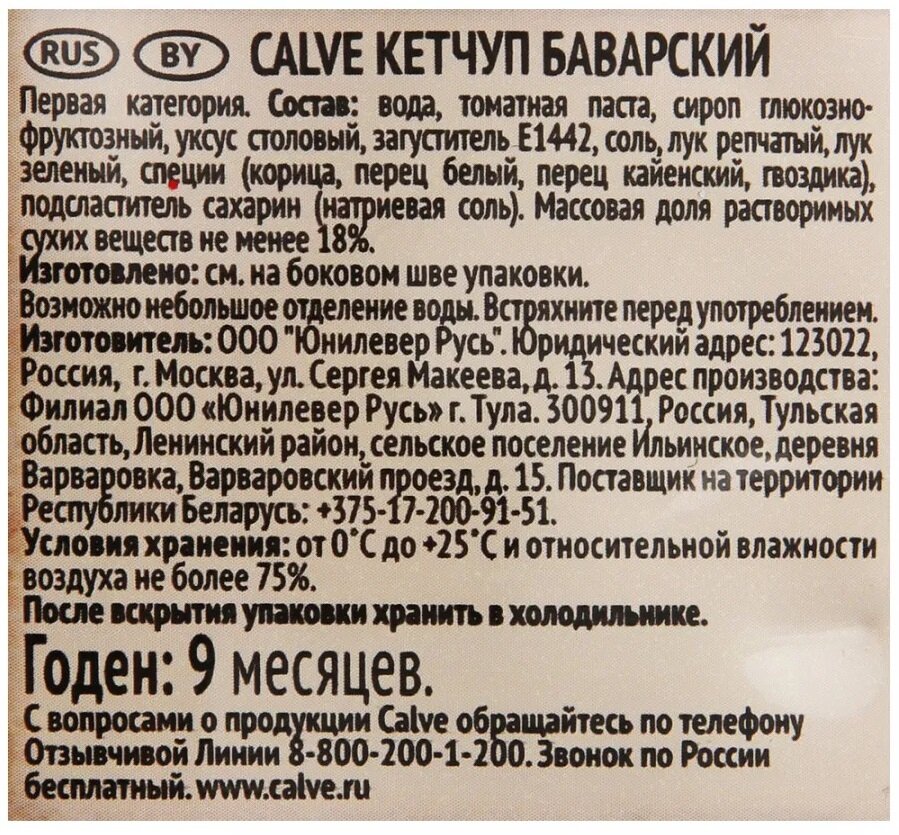 RUS BY CALVE КЕТЧУП БАВАРСКИЙ
Первая категория. Состав: вода, томатная паста, сироп глюкозно-
фруктозный, уксус столовый, загуститель Е1442, соль, лук репчатый, лук
зеленый, специи (корица, перец белый, перец кайенский, гвоздика),
подсластитель сахарин (натриевая соль). Массовая доля растворимых
сухих веществ не менее 18%.
Изготовлено: см. на боковом шве упаковки.
Возможно небольшое отделение воды. Встряхните перед употреблением.
Изготовитель: ООО "Юнилевер Русь". Юридический адрес: 123022,
Россия, г. Москва, ул. Сергея Макеева, д. 13. Адрес производства:
Филиал ООО «Юнилевер Русь» г. Тула. 300911, Россия, Тульская
область, Ленинский район, сельское поселение Ильинское, деревня
Варваровка, Варваровский проезд, д. 15. Поставщик на территории
Республики Беларусь: +375-17-200-91-51.
Условия хранения: от 0°С до +25°С и относительной влажности
воздуха не более 75%.
После вскрытия упаковки хранить в холодильнике.
Годен: 9 месяцев.
С вопросами о продукции Calve обращайтесь по телефону
Отзывчивой Линии 8-800-200-1-200. Звонок по России
бесплатный. www.calve.ru